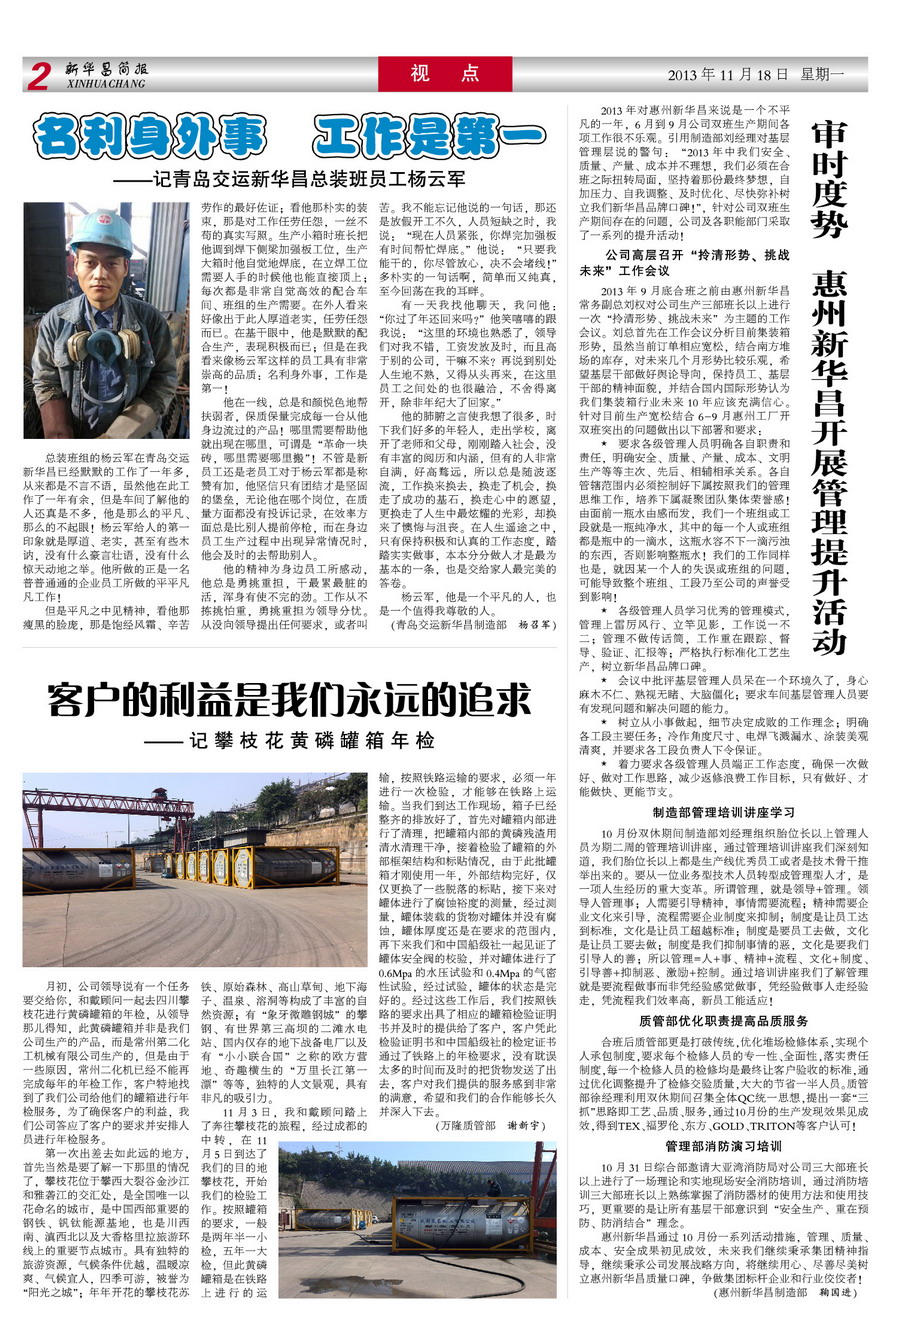 2
新华昌简报
XINHUACHANG
视 点
2013 年 11 月 18 日 星期一
名利身外事 工作是第一
——记青岛交运新华昌总装班员工杨云军
总装班组的杨云军在青岛交运
新华昌已经默默的工作了一年多，
从来都是不言不语，虽然他在此工
作了一年有余，但是车间了解他的
人还真是不多，他是那么的平凡、
那么的不起眼！杨云军给人的第一
印象就是厚道、老实，甚至有些木
讷，没有什么豪言壮语，没有什么
惊天动地之举。他所做的正是一名
普普通通的企业员工所做的平平凡
凡工作！
但是平凡之中见精神，看他那
瘦黑的脸庞，那是饱经风霜、辛苦
劳作的最好佐证；看他那朴实的装
束，那是对工作任劳任怨，一丝不
苟的真实写照。生产小箱时班长把
他调到焊下侧梁加强板工位，生产
大箱时他自觉地焊底，在立焊工位
需要人手的时候他也能直接顶上；
每次都是非常自觉高效的配合车
间、班组的生产需要。在外人看来
好像出于此人厚道老实，任劳任怨
而已。在基干眼中，他是默默的配
合生产，表现积极而已；但是在我
看来像杨云军这样的员工具有非常
崇高的品质：名利身外事，工作是
第一！
他在一线，总是和颜悦色地帮
扶弱者，保质保量完成每一台从他
身边流过的产品！哪里需要帮助他
就出现在哪里，可谓是“革命一块
砖，哪里需要哪里搬”！不管是新
员工还是老员工对于杨云军都是称
赞有加，他坚信只有团结才是坚固
的堡垒，无论他在哪个岗位，在质
量方面都没有投诉记录，在效率方
面总是比别人提前停枪，而在身边
员工生产过程中出现异常情况时，
他会及时的去帮助别人。
他的精神为身边员工所感动，
他总是勇挑重担，干最累最脏的
活，浑身有使不完的劲。工作从不
拣挑怕重，勇挑重担为领导分忧。
从没向领导提出任何要求，或者叫
苦。我不能忘记他说的一句话，那还
是放假开工不久，人员短缺之时，我
说：“现在人员紧张，你焊完加强板
有时间帮忙焊底。”他说：“只要我
能干的，你尽管放心，决不会堵线!”
多朴实的一句话啊，简单而又纯真，
至今回荡在我的耳畔。
有一天我找他聊天，我问他：
“你过了年还回来吗?”他笑嘻嘻的跟
我说：“这里的环境也熟悉了，领导
们对我不错，工资发放及时，而且高
于别的公司，干嘛不来？再说到别处
人生地不熟，又得从头再来，在这里
员工之间处的也很融洽，不舍得离
开，除非年纪大了回家。”
他的肺腑之言使我想了很多，时
下我们好多的年轻人，走出学校，离
开了老师和父母，刚刚踏入社会，没
有丰富的阅历和内涵，但有的人非常
自满，好高骛远，所以总是随波逐
流，工作换来换去，换走了机会，换
走了成功的基石，换走心中的愿望，
更换走了人生中最炫耀的光彩，却换
来了懊悔与沮丧。在人生遥途之中，
只有保持积极和认真的工作态度，踏
踏实实做事，本本分分做人才是最为
基本的一条，也是交给家人最完美的
答卷。
杨云军，他是一个平凡的人，也
是一个值得我尊敬的人。
(青岛交运新华昌制造部 杨召军)
客户的利益是我们永远的追求
——记攀枝花黄磷罐箱年检
月初，公司领导说有一个任务
要交给你，和戴顾问一起去四川攀
枝花进行黄磷罐箱的年检，从领导
那儿得知，此黄磷罐箱并非是我们
公司生产的产品，而是常州第二化
工机械有限公司生产的，但是由于
一些原因，常州二化机已经不能再
完成每年的年检工作，客户特地找
到了我们公司给他们的罐箱进行年
检服务，为了确保客户的利益，我
们公司答应了客户的要求并安排人
员进行年检服务。
第一次出差去如此远的地方，
首先当然是要了解一下那里的情况
了，攀枝花位于攀西大裂谷金沙江
和雅砻江的交汇处，是全国唯一以
花命名的城市，是中国西部重要的
钢铁、钒钛能源基地，也是川西
南、滇西北以及大香格里拉旅游环
线上的重要节点城市。具有独特的
旅游资源，气候条件优越，温暖凉
爽、气候宜人，四季可游，被誉为
“阳光之城”；年年开花的攀枝花苏
铁、原始森林、高山草甸、地下海
子、温泉、溶洞等构成了丰富的自
然资源；有“象牙微雕钢城”的攀
钢、有世界第三高坝的二滩水电
站、国内仅存的地下战备电厂以及
有“小小联合国”之称的欧方营
地、奇趣横生的“万里长江第一
漂”等等，独特的人文景观，具有
非凡的吸引力。
11 月 3 日，我和戴顾问踏上
了奔往攀枝花的旅程，经过成都的
中转，在 11
月 5 日到达了
我们的目的地
攀枝花，开始
我们的检验工
作。按照罐箱
的要求，一般
是两年半一小
检，五年一大
检，但此黄磷
罐箱是在铁路
上进行的运
输，按照铁路运输的要求，必须一年
进行一次检验，才能够在铁路上运
输。当我们到达工作现场，箱子已经
整齐的排放好了，首先对罐箱内部进
行了清理，把罐箱内部的黄磷残渣用
清水清理干净，接着检验了罐箱的外
部框架结构和标贴情况，由于此批罐
箱才刚使用一年，外部结构完好，仅
仅更换了一些脱落的标贴，接下来对
罐体进行了腐蚀裕度的测量，经过测
量，罐体装载的货物对罐体并没有腐
蚀，罐体厚度还是在要求的范围内，
再下来我们和中国船级社一起见证了
罐体安全阀的校验，并对罐体进行了
0.6Mpa 的水压试验和 0.4Mpa 的气密
性试验，经过试验，罐体的状态是完
好的。经过这些工作后，我们按照铁
路的要求出具了相应的罐箱检验证明
书并及时的提供给了客户，客户凭此
检验证明书和中国船级社的检定证书
通过了铁路上的年检要求，没有耽误
太多的时间而及时的把货物发送了出
去，客户对我们提供的服务感到非常
的满意，希望和我们的合作能够长久
并深人下去。
(万隆质管部 谢新宇)
审时度势 惠州新华昌开展管理提升活动
2013 年对惠州新华昌来说是一个不平
凡的一年，6 月到 9 月公司双班生产期间各
项工作很不乐观。引用制造部刘经理对基层
管理层说的警句：“2013 年中我们安全、
质量、产量、成本并不理想，我们必须在合
班之际扭转局面，坚持着那份最终梦想，自
加压力、自我调整、及时优化、尽快弥补树
立我们新华昌品牌口碑!”，针对公司双班生
产期间存在的问题，公司及各职能部门采取
了一系列的提升活动！
公司高层召开“拎清形势、挑战
未来”工作会议
2013 年 9 月底合班之前由惠州新华昌
常务副总刘权对公司生产三部班长以上进行
一次“拎清形势、挑战未来”为主题的工作
会议。刘总首先在工作会议分析目前集装箱
形势，虽然当前订单相应宽松，结合南方堆
场的库存，对未来几个月形势比较乐观，希
望基层干部做好舆论导向，保持员工、基层
干部的精神面貌，并结合国内国际形势认为
我们集装箱行业未来 10 年应该充满信心。
针对目前生产宽松结合 6-9 月惠州工厂开
双班突出的问题做出以下部署和要求：
* 要求各级管理人员明确各自职责和
责任，明确安全、质量、产量、成本、文明
生产等等主次、先后、相辅相承关系。各自
管辖范围内必须控制好下属按照我们的管理
思维工作，培养下属凝聚团队集体荣誉感！
由面前一瓶水由感而发，我们一个班组或工
段就是一瓶纯净水，其中的每一个人或班组
都是瓶中的一滴水，这瓶水容不下一滴污浊
的东西，否则影响整瓶水！我们的工作同样
也是，就因某一个人的失误或班组的问题，
可能导致整个班组、工段乃至公司的声誉受
到影响！
* 各级管理人员学习优秀的管理模式，
管理上雷厉风行、立竿见影，工作说一不
二；管理不做传话筒，工作重在跟踪、督
导、验证、汇报等；严格执行标准化工艺生
产，树立新华昌品牌口碑。
* 会议中批评基层管理人员呆在一个环境久了，身心
麻木不仁、熟视无睹、大脑僵化；要求车间基层管理人员要
有发现问题和解决问题的能力。
* 树立从小事做起，细节决定成败的工作理念；明确
各工段主要任务：冷作角度尺寸、电焊飞溅漏水、涂装美观
清爽，并要求各工段负责人下令保证。
* 着力要求各级管理人员端正工作态度，确保一次做
好、做对工作思路，减少返修浪费工作目标，只有做好、才
能做快、更能节支。
制造部管理培训讲座学习
10 月份双休期间制造部刘经理组织胎位长以上管理人
员为期二周的管理培训讲座，通过管理培训讲座我们深刻知
道，我们胎位长以上都是生产线优秀员工或者是技术骨干推
举出来的。要从一位业务型技术人员转型成管理型人才，是
一项人生经历的重大变革。所谓管理，就是领导+管理。领
导人管理事；人需要引导精神，事情需要流程；精神需要企
业文化来引导，流程需要企业制度来抑制；制度是让员工达
到标准，文化是让员工超越标准；制度是要员工去做，文化
是让员工要去做；制度是我们抑制事情的恶，文化是要我们
引导人的善；所以管理=人+事、精神+流程、文化+制度、
引导善+抑制恶、激励+控制。通过培训讲座我们了解管理
就是要流程做事而非凭经验感觉做事，凭经验做事人走经验
走，凭流程我们效率高，新员工能适应！
质管部优化职责提高品质服务
合班后质管部更是打破传统,优化堆场检修体系,实现个
人承包制度,要求每个检修人员的专一性、全面性,落实责任
制度,每一个检修人员的检修均是最终让客户验收的标准,通
过优化调整提升了检修交验质量,大大的节省一半人员。质管
部徐经理利用双休期间召集全体QC统一思想,提出一套“三
抓”思路即工艺、品质、服务,通过10月份的生产发现效果见成
效,得到TEX、福罗伦、东方、GOLD、TRITON等客户认可！
管理部消防演习培训
10 月 31 日综合部邀请大亚湾消防局对公司三大部班长
以上进行了一场理论和实地现场安全消防培训，通过消防培
训三大部班长以上熟练掌握了消防器材的使用方法和使用技
巧，更重要的是让所有基层干部意识到“安全生产、重在预
防、防消结合”理念。
惠州新华昌通过 10 月份一系列活动措施，管理、质量、
成本、安全成果初见成效，未来我们继续秉承集团精神指
导，继续秉承公司发展战略方向，将继续用心、尽善尽美树
立惠州新华昌质量口碑，争做集团标杆企业和行业佼佼者！
(惠州新华昌制造部 鞠国进)